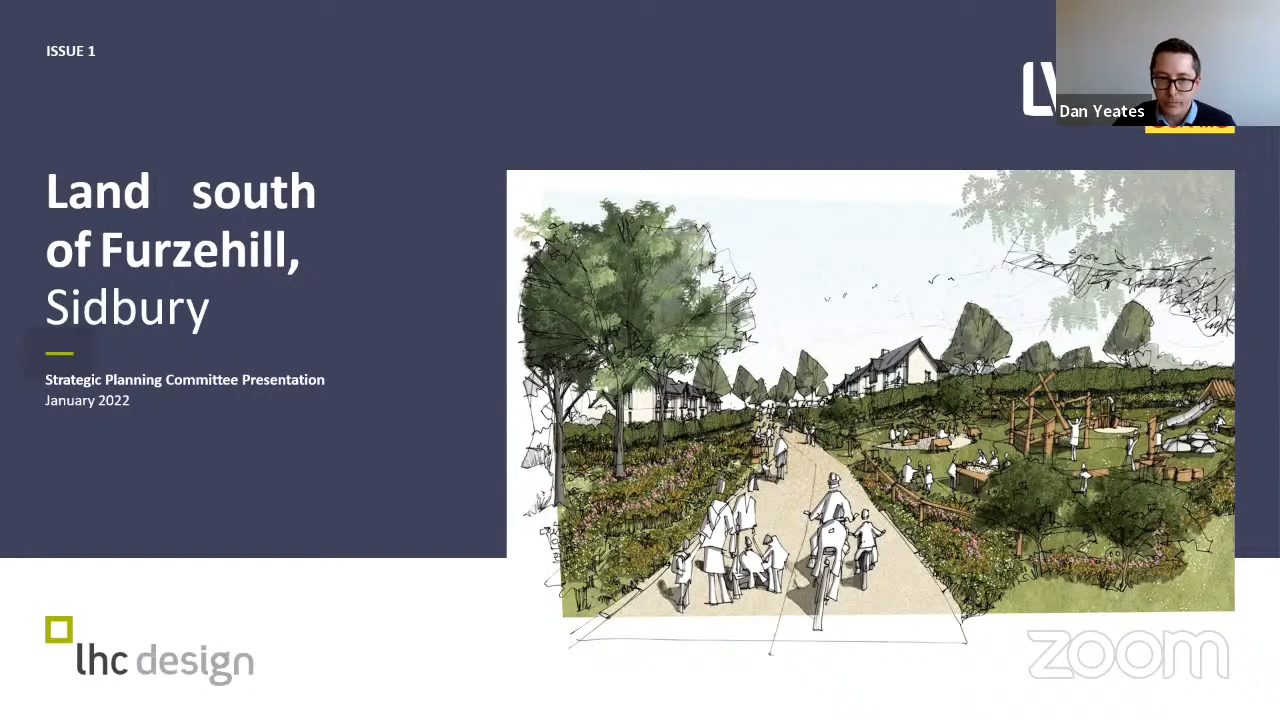 ISSUE 1
Dan Yeates
Land south
of Furzehill,
Sidbury
Strategic Planning Committee Presentation
January 2022
lhc design
zoom